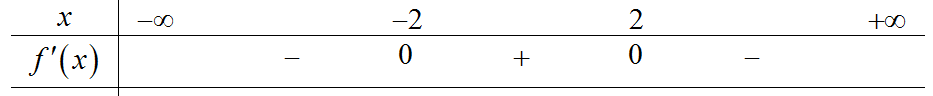 x −∞ −2 2 +∞
f′(x) − 0 + 0 −